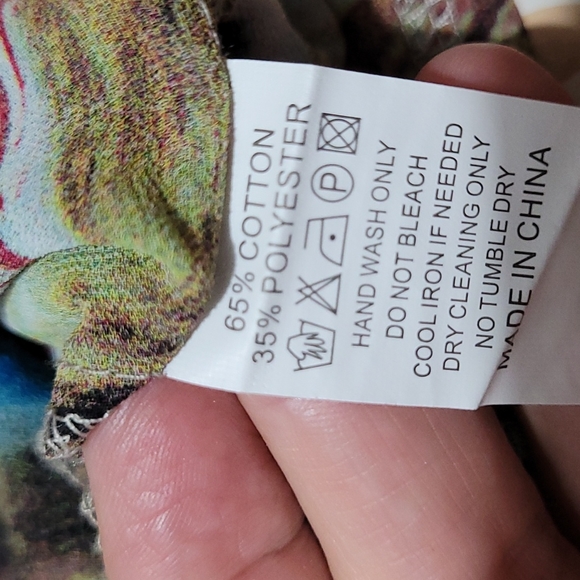 65% COTTON
35% POLYESTER
P
HAND WASH ONLY
DO NOT BLEACH
COOL IRON IF NEEDED
DRY CLEANING ONLY
NO TUMBLE DRY
MADE IN CHINA